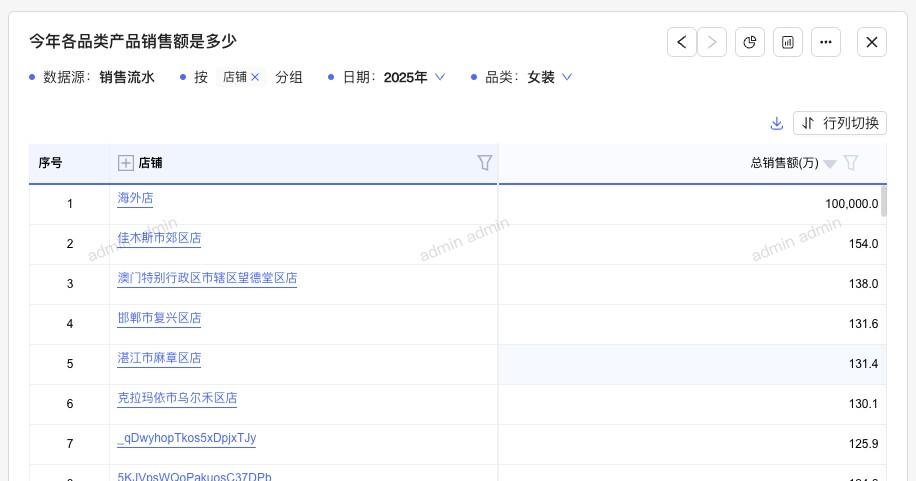 今年各品类产品销售额是多少
数据源： 销售流水 按 店铺 × 分组 日期： 2025年 品类： 女装
行列切换
序号 店铺 总销售额(万)
1 海外店 100,000.0
2 佳木斯市郊区店 154.0
admin admin admin admin admin admin
3 澳门特别行政区市辖区望德堂区店 138.0
4 邯郸市复兴区店 131.6
5 湛江市麻章区店 131.4
6 克拉玛依市乌尔禾区店 130.1
7 _qDwyhopTkos5xDpjxTJy 125.9
5KJVpsWQoPakuosC37DPb